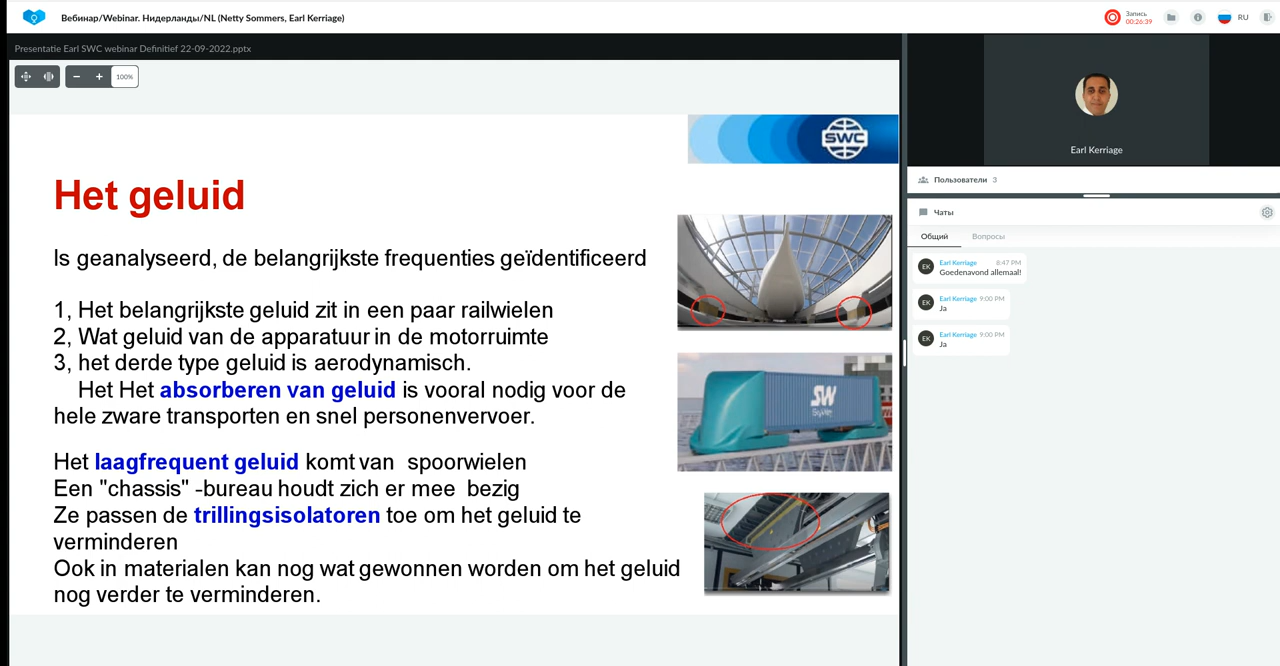 Вебинар/Webinar. Нидерланды/NL (Netty Sommers, Earl Kerriage)
Запись
00:26:39
RU
Presentatie Earl SWC webinar Definitief 22-09-2022.pptx
100%
SWC
Het geluid
Is geanalyseerd, de belangrijkste frequenties geïdentificeerd
1, Het belangrijkste geluid zit in een paar railwielen
2, Wat geluid van de apparatuur in de motorruimte
3, het derde type geluid is aerodynamisch.
Het Het absorberen van geluid is vooral nodig voor de
hele zware transporten en snel personenvervoer.
Het laagfrequent geluid komt van spoorwielen
Een "chassis" -bureau houdt zich er mee bezig
Ze passen de trillingsisolatoren toe om het geluid te
verminderen
Ook in materialen kan nog wat gewonnen worden om het geluid
nog verder te verminderen.
SW
SkyWay
Earl Kerriage
Пользователи 3
Чаты
Общий Вопросы
EK
Earl Kerriage 8:47 PM
Goedenavond allemaal!
EK
Earl Kerriage 9:00 PM
Ja
EK
Earl Kerriage 9:00 PM
Ja